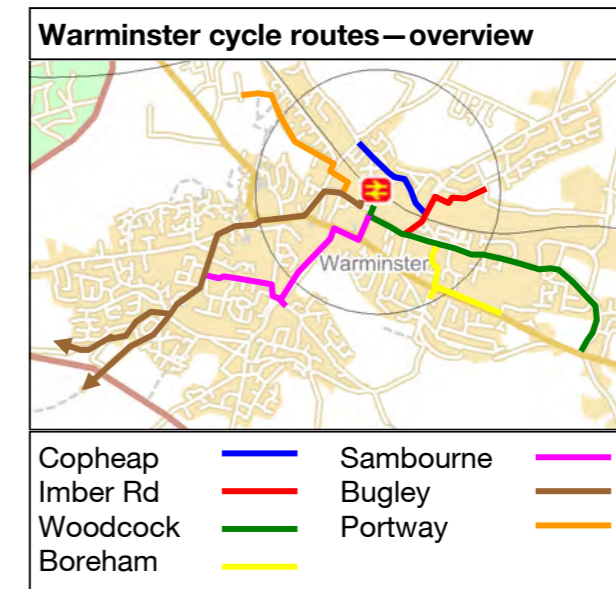 Warminster cycle routes—overview
Warminster
Copheap
Imber Rd
Woodcock
Boreham
Sambourne
Bugley
Portway